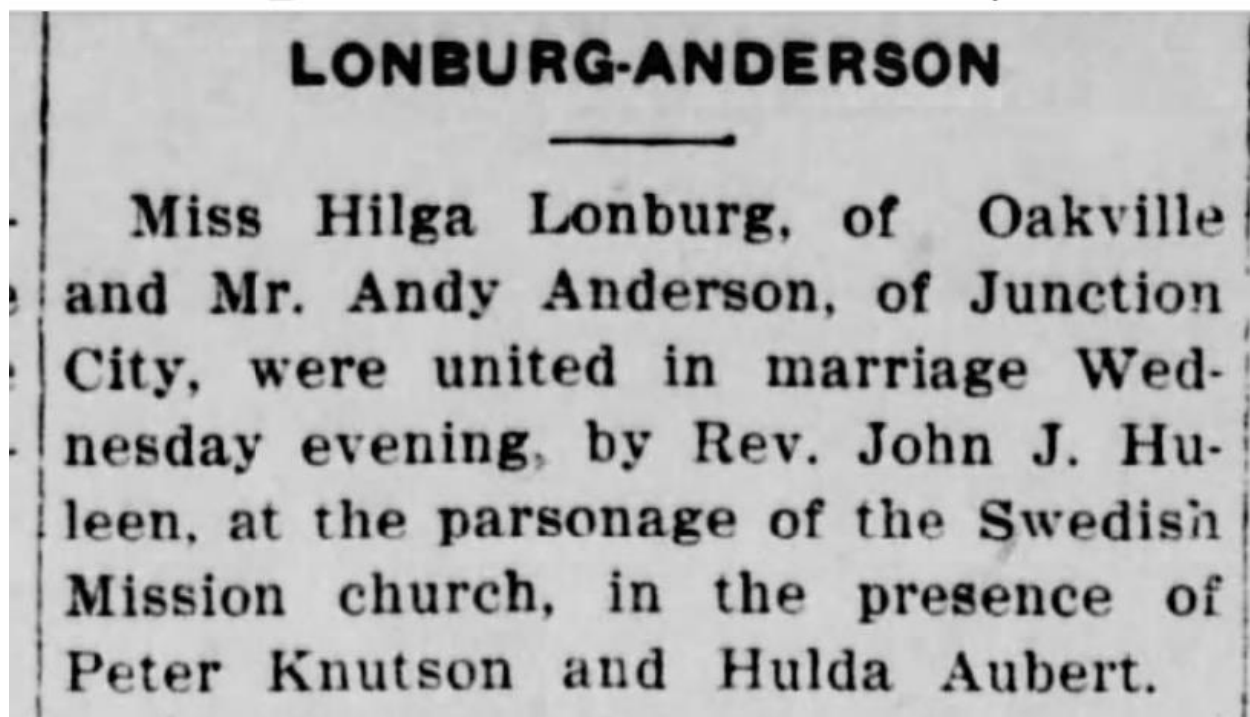 LONBURG-ANDERSON
Miss Hilga Lonburg, of Oakville
and Mr. Andy Anderson, of Junction
City, were united in marriage Wed-
nesday evening, by Rev. John J. Hu-
leen, at the parsonage of the Swedish
Mission church, in the presence of
Peter Knutson and Hulda Aubert.